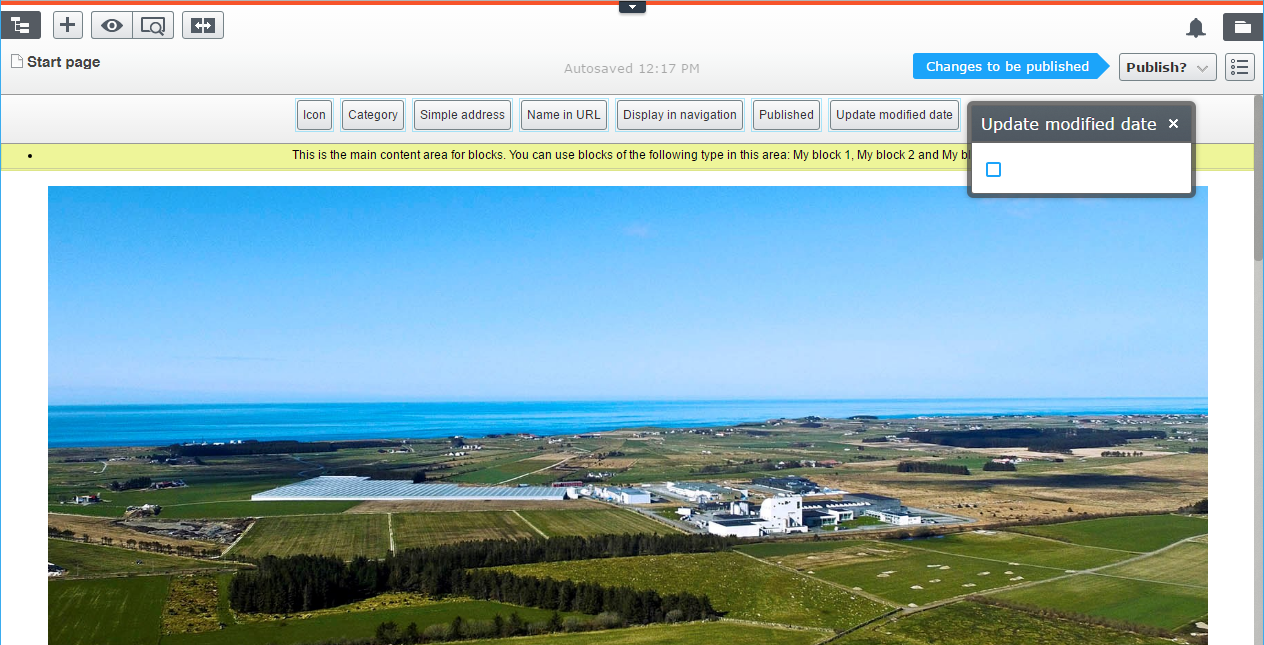 Start page
Autosaved 12:17 PM
Changes to be published
Publish?
Icon
Category
Simple address
Name in URL
Display in navigation
Published
Update modified date
Update modified date ×
• This is the main content area for blocks. You can use blocks of the following type in this area: My block 1, My block 2 and My